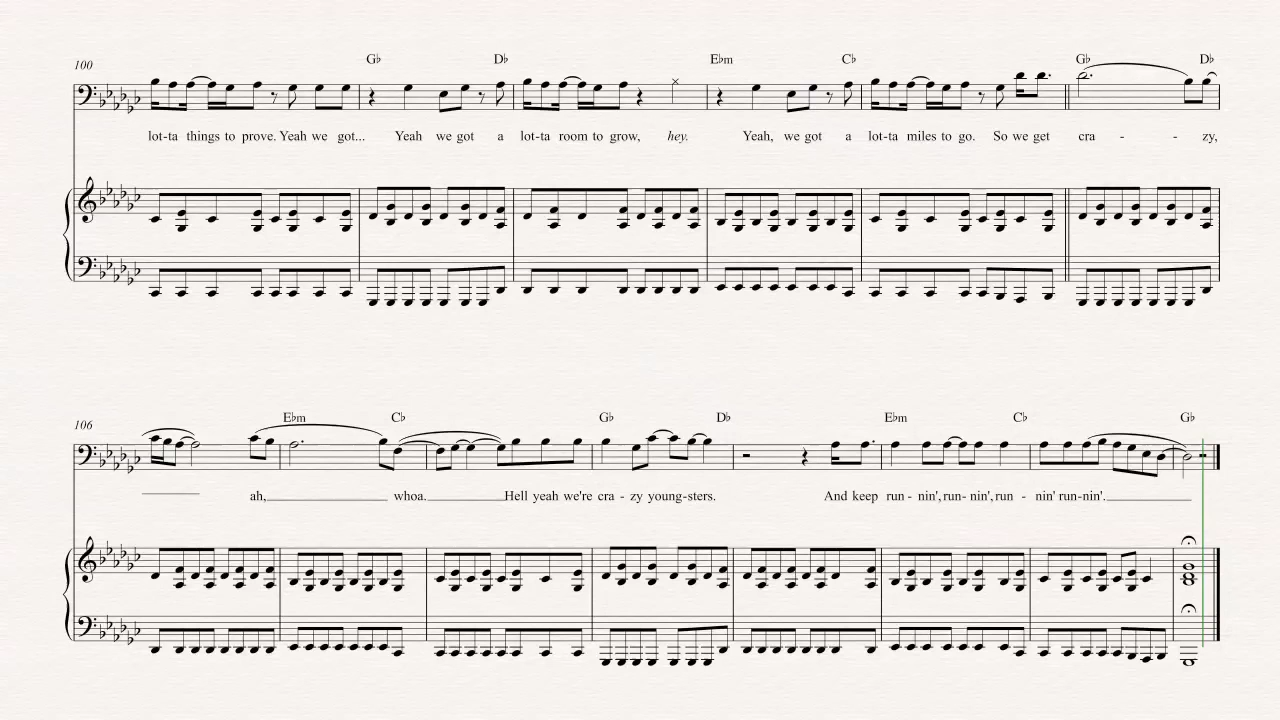 100
G♭ D♭ E♭m C♭ G♭ D♭
lot-ta things to prove. Yeah we got... Yeah we got a lot-ta room to grow, hey. Yeah, we got a lot-ta miles to go. So we get cra - - zy,
106
E♭m C♭ G♭ D♭ E♭m C♭ G♭
ah, whoa. Hell yeah we're cra - zy young-sters. And keep run - nin', run- nin', run - nin' run-nin'.